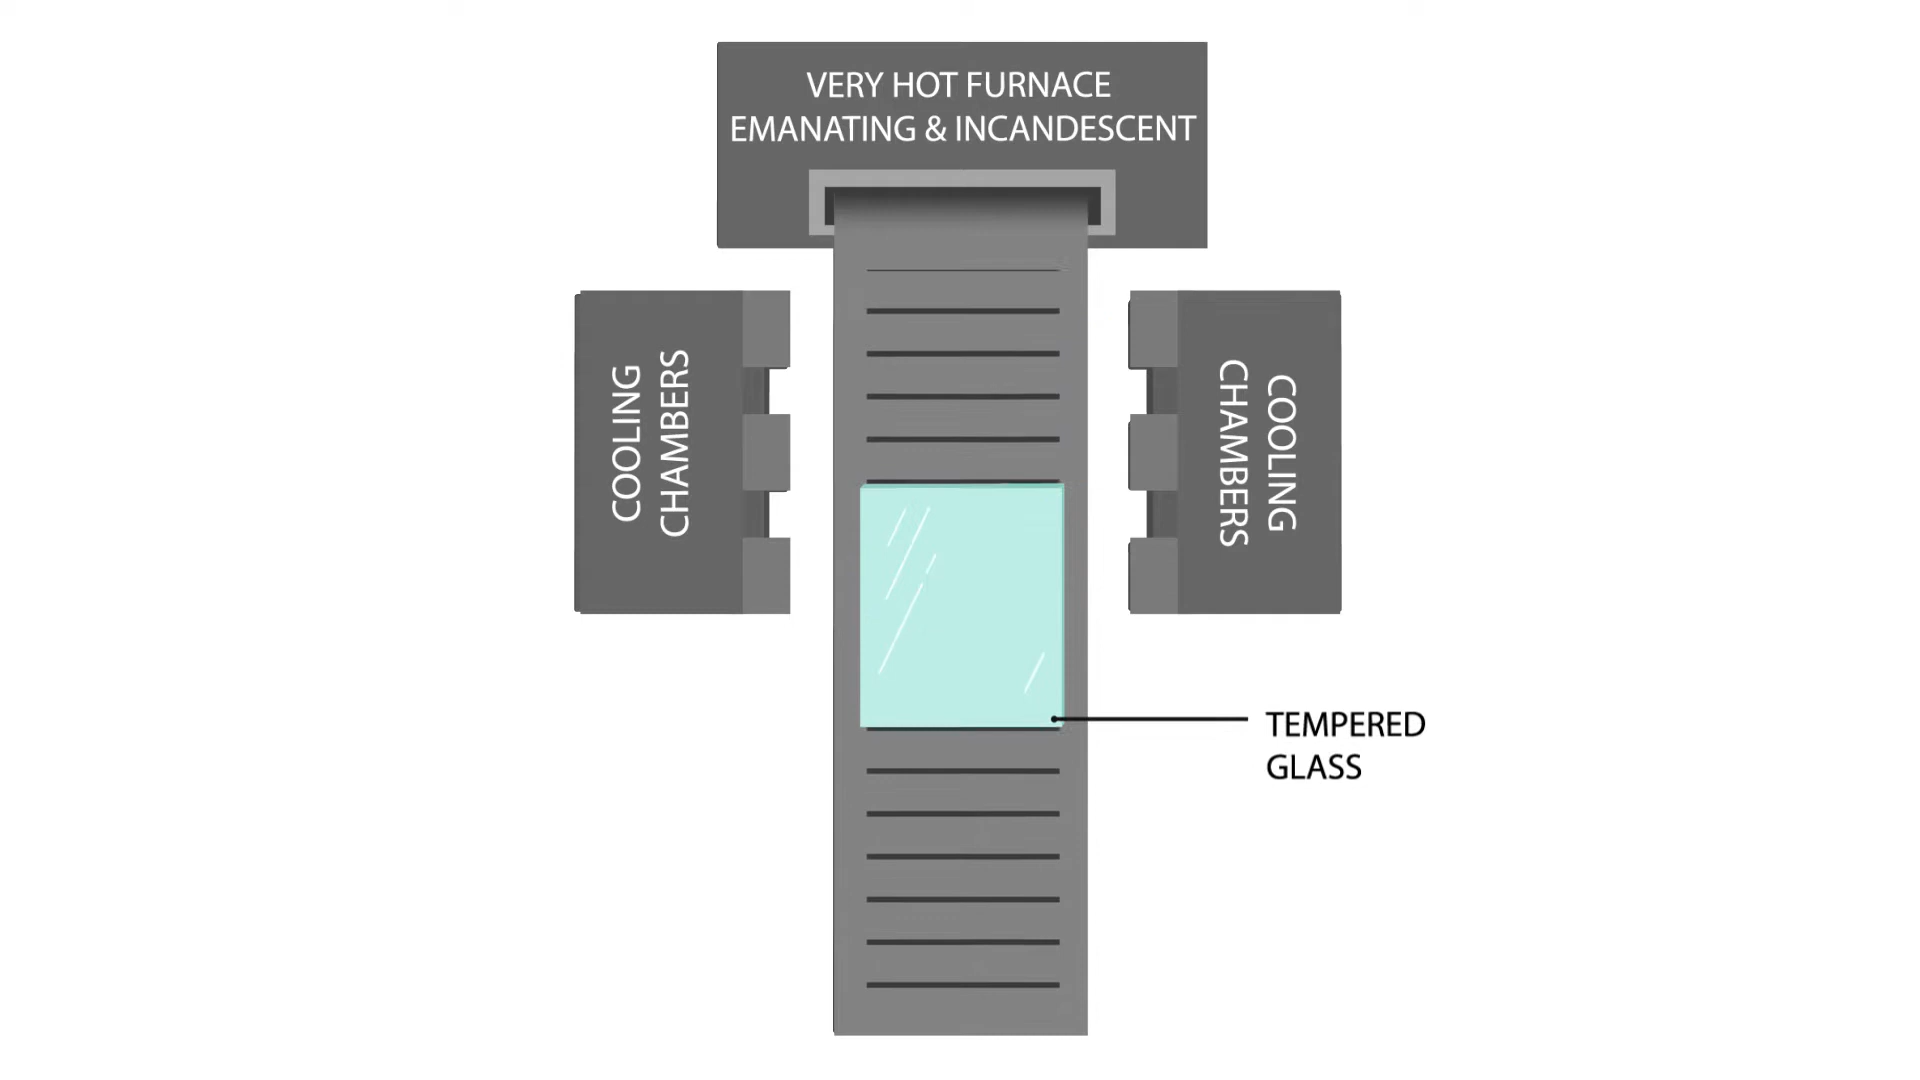 VERY HOT FURNACE
EMANATING & INCANDESCENT
COOLING
CHAMBERS
COOLING
CHAMBERS
TEMPERED
GLASS